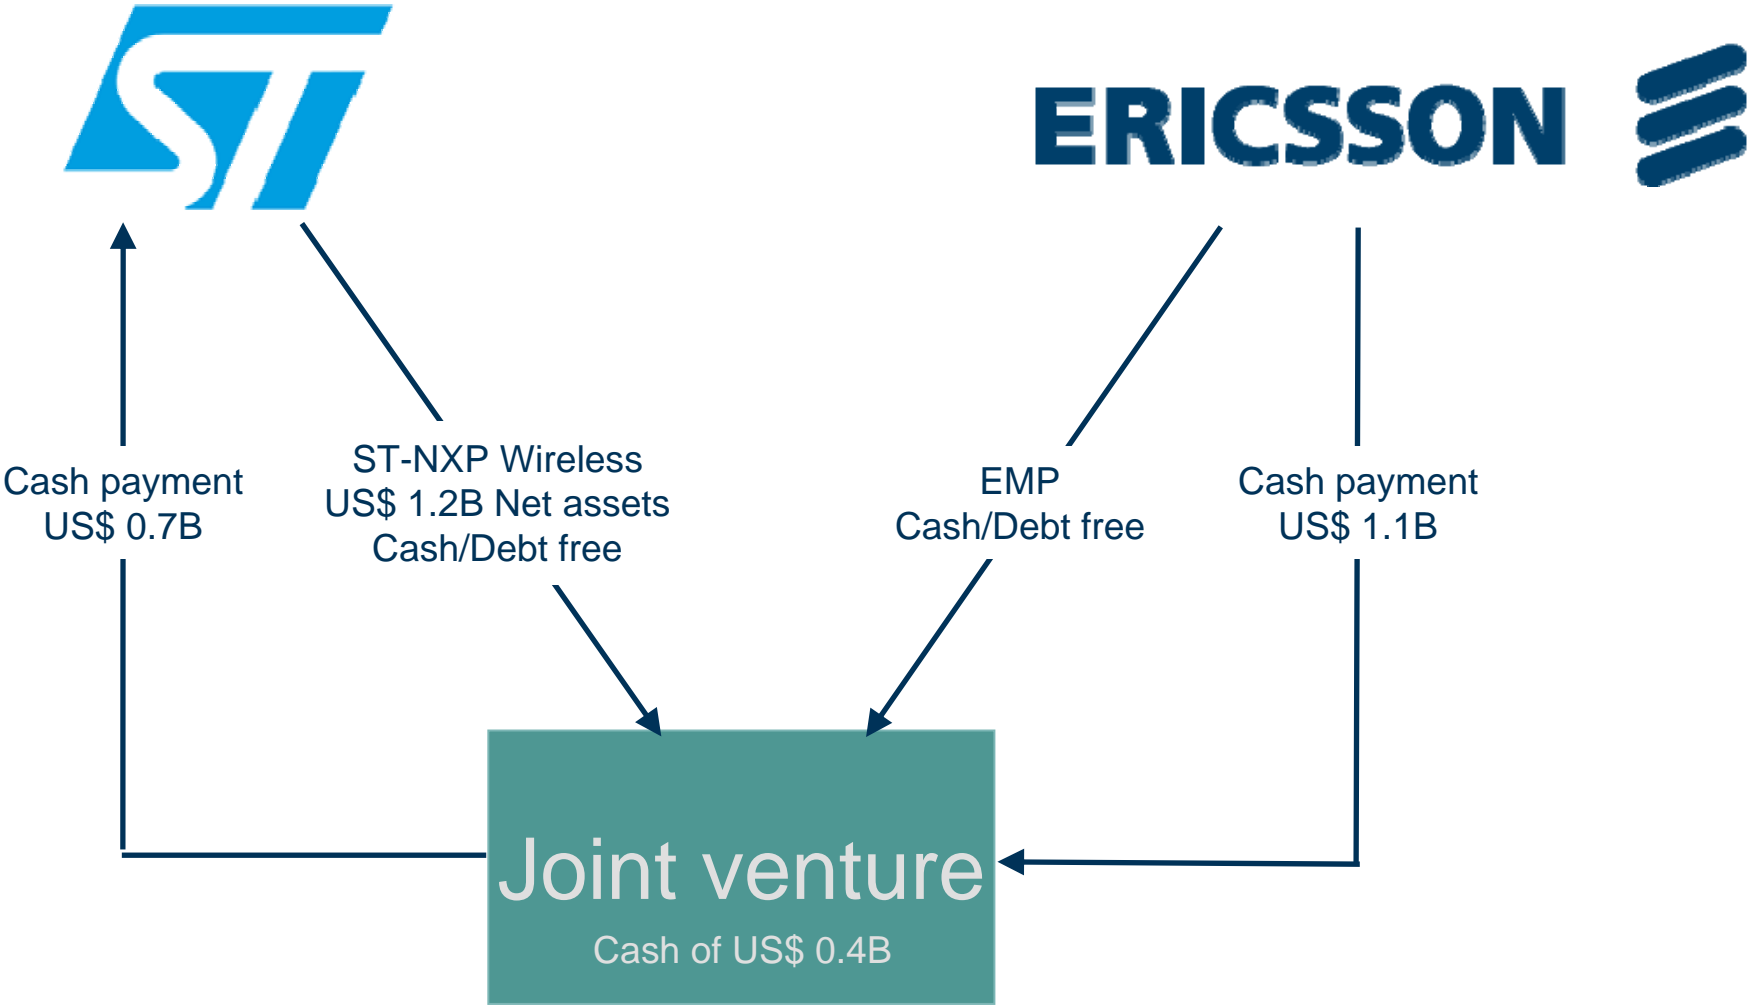 ST
ERICSSON
Cash payment
US$ 0.7B
ST-NXP Wireless
US$ 1.2B Net assets
Cash/Debt free
EMP
Cash/Debt free
Cash payment
US$ 1.1B
Joint venture
Cash of US$ 0.4B